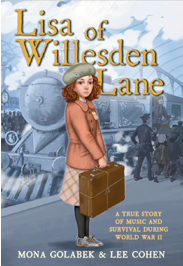 Lisa of
Willesden
Lane
A TRUE STORY
OF MUSIC AND
SURVIVAL DURING
WORLD WAR II
MONA GOLABEK & LEE COHEN